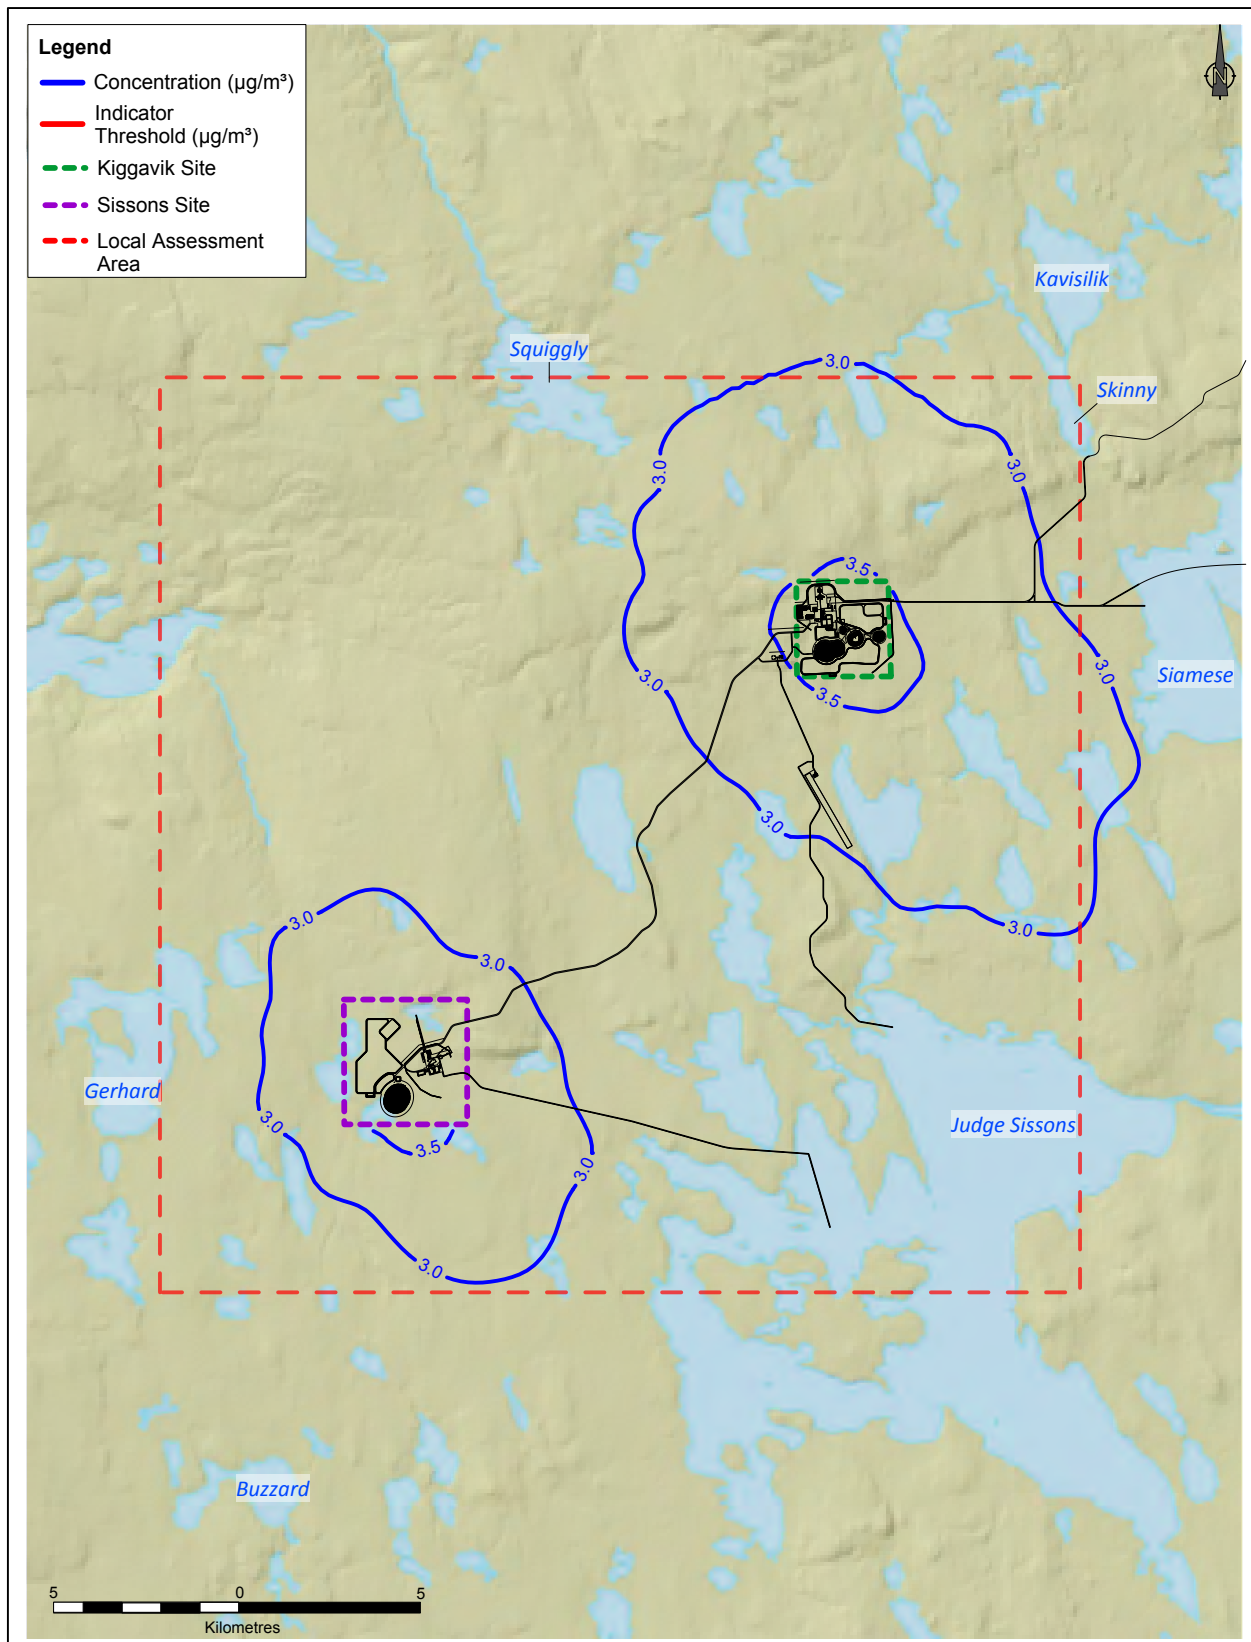 Legend
Concentration (µg/m³)
Indicator
Threshold (µg/m³)
Kiggavik Site
Sissons Site
Local Assessment
Area
N
Kavisilik
Squiggly
3.0
Skinny
3.0
3.0
3.5
3.0
3.0
Siamese
3.5
3.0
3.0
3.0
3.0
Gerhard
3.0
Judge Sissons
3.5
3.0
3.0
Buzzard
5 0 5
Kilometres